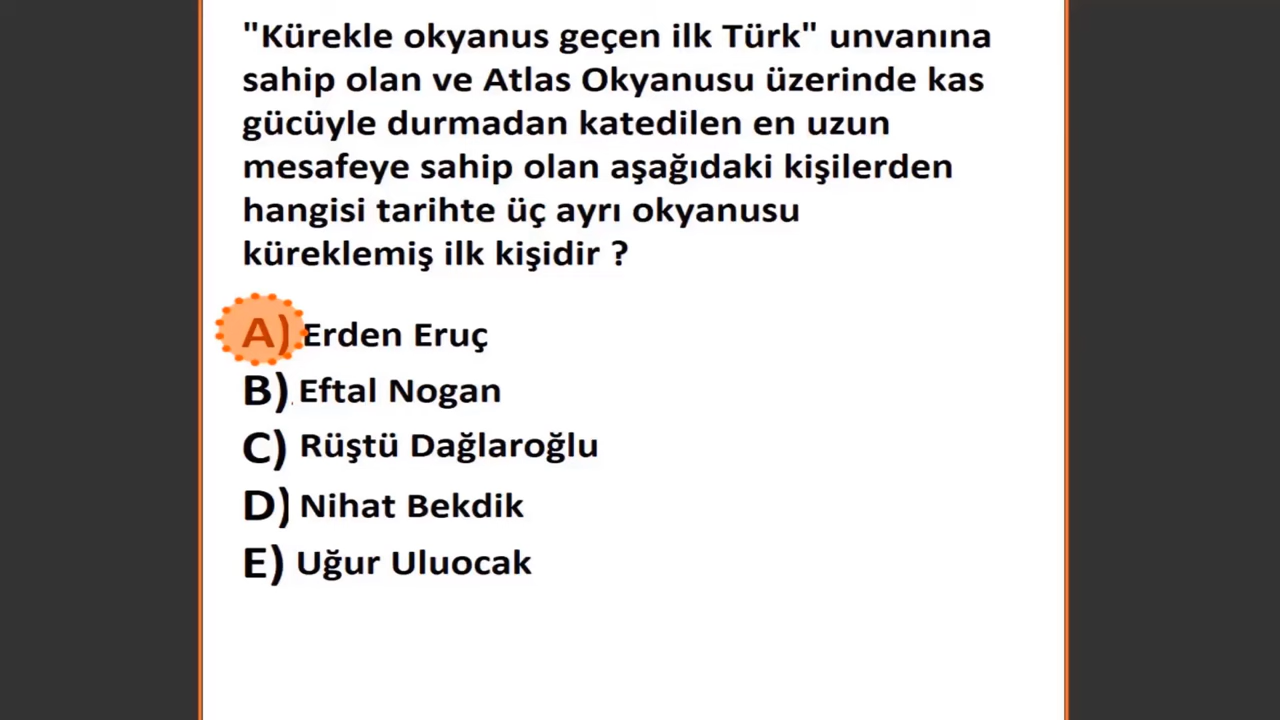 "Kürekle okyanus geçen ilk Türk" unvanına
sahip olan ve Atlas Okyanusu üzerinde kas
gücüyle durmadan katedilen en uzun
mesafeye sahip olan aşağıdaki kişilerden
hangisi tarihte üç ayrı okyanusu
küreklemiş ilk kişidir ?
A) Erden Eruç
B) Eftal Nogan
C) Rüştü Dağlaroğlu
D) Nihat Bekdik
E) Uğur Uluocak